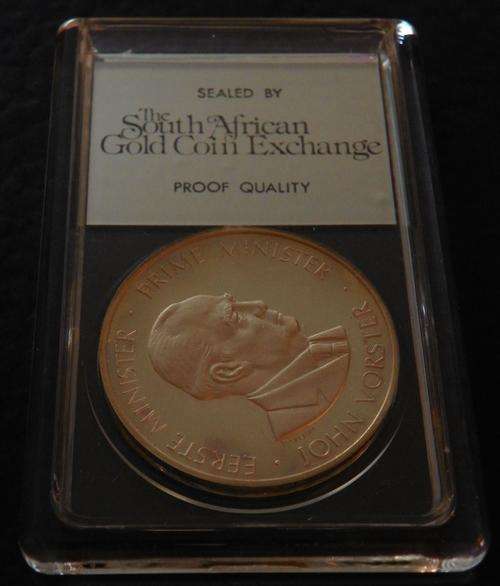 SEALED BY
The
South African
Gold Coin Exchange
PROOF QUALITY
EERSTE MINISTER · PRIME MINISTER ·
JOHN VORSTER ·